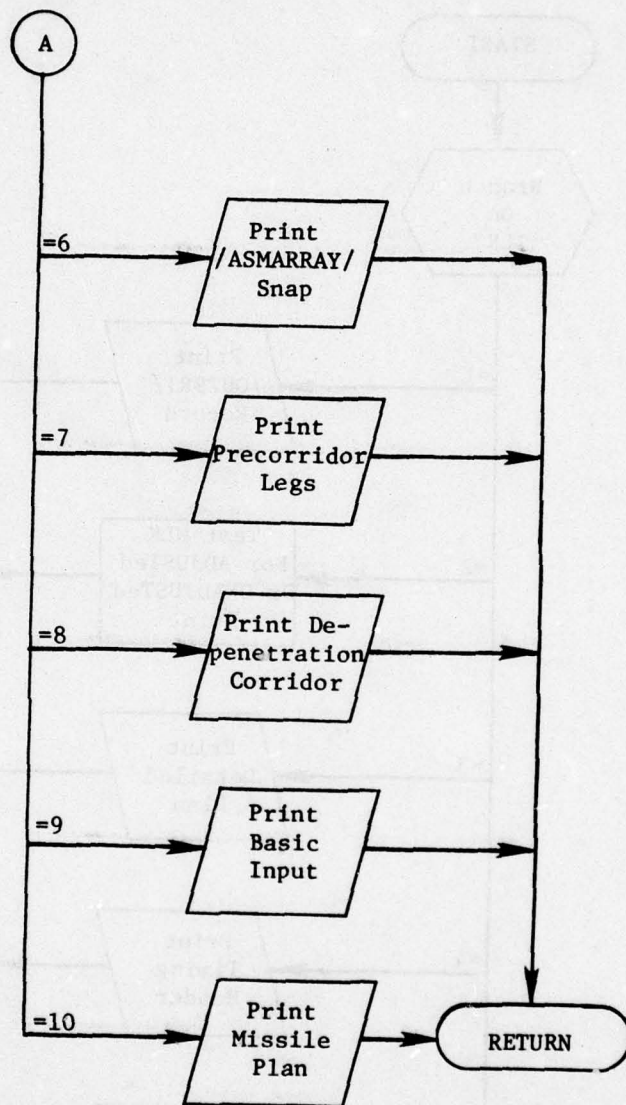 A
=6
Print
/ASMARRAY/
Snap
=7
Print
Precorridor
Legs
=8
Print De-
penetration
Corridor
=9
Print
Basic
Input
=10
Print
Missile
Plan
RETURN